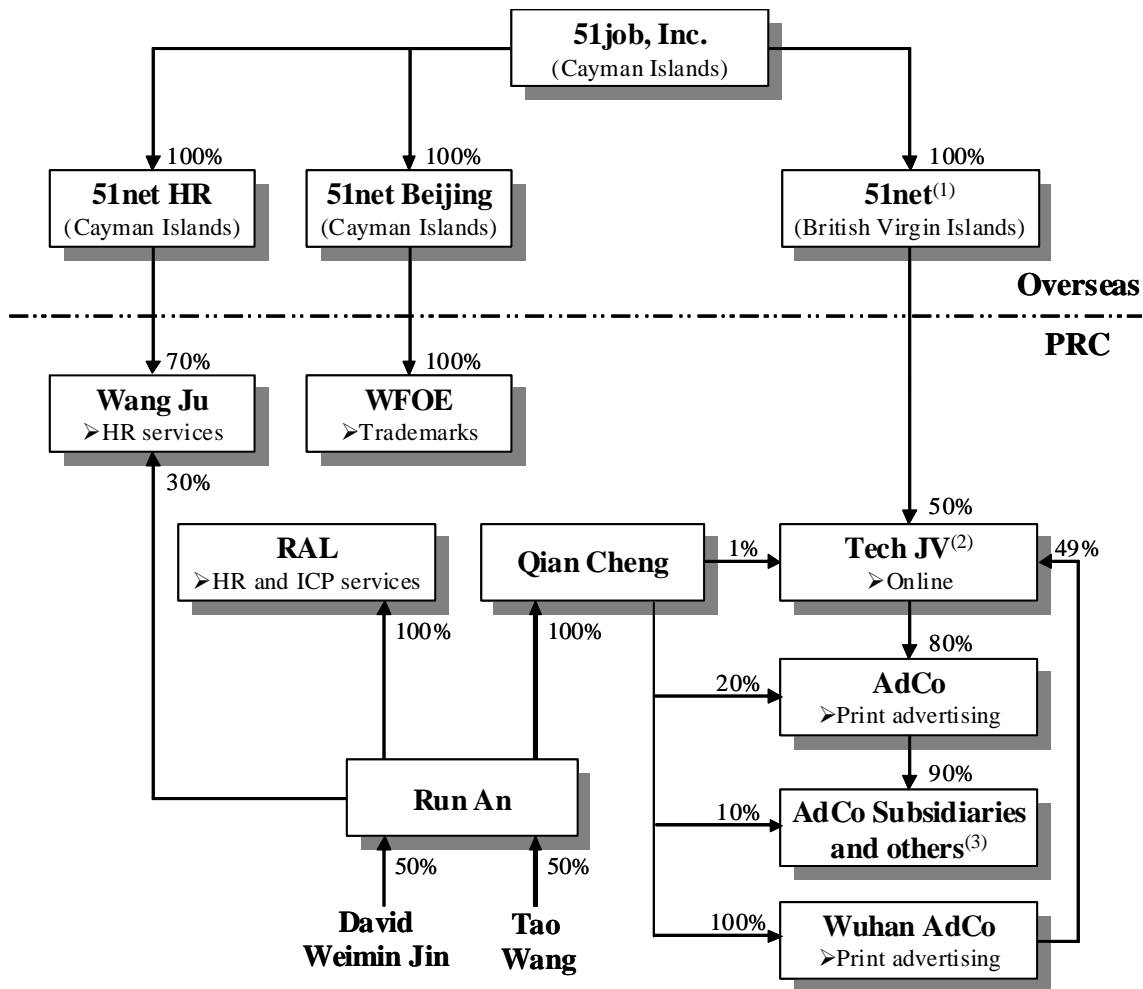 51job, Inc.
(Cayman Islands)
100%
100%
100%
51net HR
(Cayman Islands)
51net Beijing
(Cayman Islands)
51net(1)
(British Virgin Islands)
Overseas
PRC
70%
100%
Wang Ju
➢HR services
WFOE
➢Trademarks
30%
50%
RAL
➢HR and ICP services
Qian Cheng
1%
Tech JV(2)
➢Online
49%
100%
100%
80%
20%
AdCo
➢Print advertising
90%
Run An
10%
AdCo Subsidiaries
and others(3)
50%
50%
David
Weimin Jin
Tao
Wang
100%
Wuhan AdCo
➢Print advertising